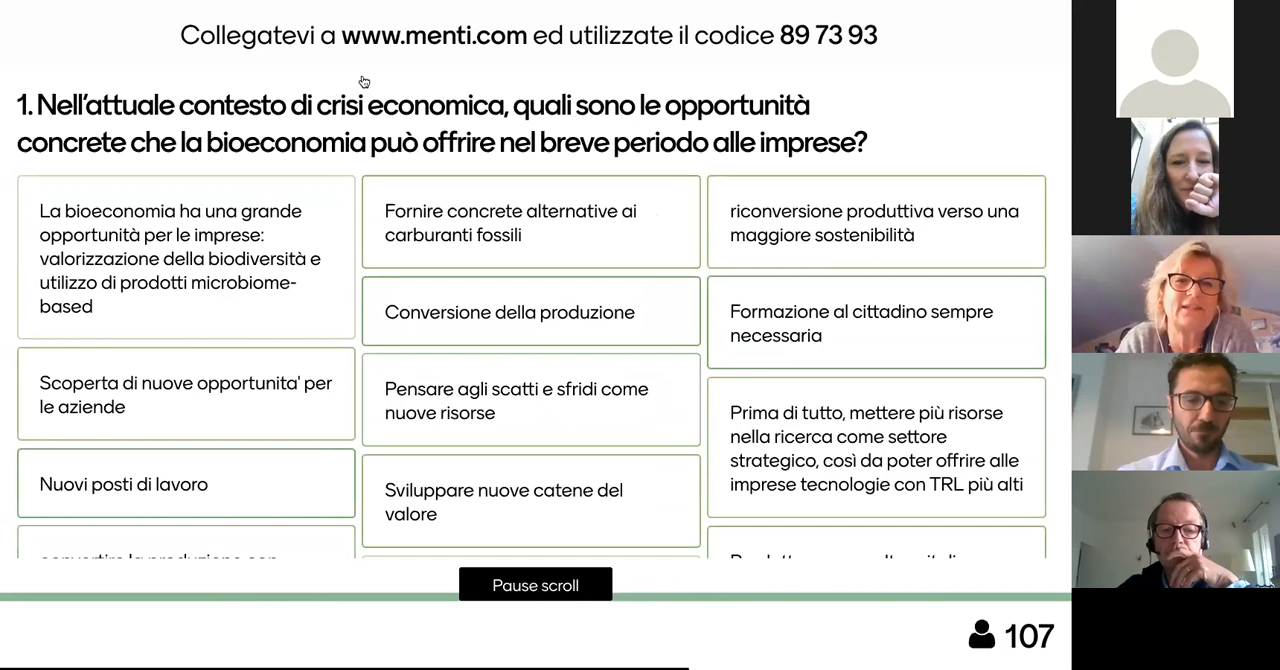 Collegatevi a www.menti.com ed utilizzate il codice 89 73 93
1. Nell'attuale contesto di crisi economica, quali sono le opportunità
concrete che la bioeconomia può offrire nel breve periodo alle imprese?
La bioeconomia ha una grande
opportunità per le imprese:
valorizzazione della biodiversità e
utilizzo di prodotti microbiome-
based
Scoperta di nuove opportunita' per
le aziende
Nuovi posti di lavoro
Fornire concrete alternative ai
carburanti fossili
Conversione della produzione
Pensare agli scatti e sfridi come
nuove risorse
Sviluppare nuove catene del
valore
riconversione produttiva verso una
maggiore sostenibilità
Formazione al cittadino sempre
necessaria
Prima di tutto, mettere più risorse
nella ricerca come settore
strategico, così da poter offrire alle
imprese tecnologie con TRL più alti
Pause scroll
107